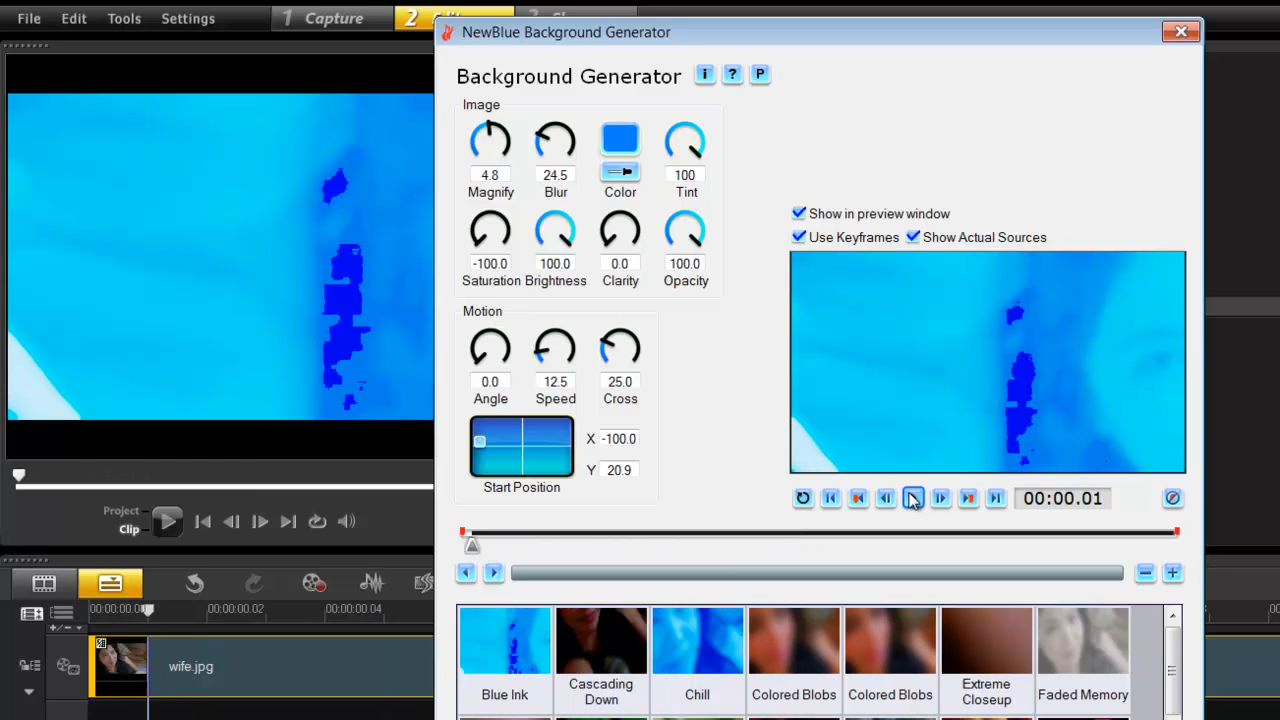 File Edit Tools Settings 1 Capture 2
NewBlue Background Generator
Background Generator i ? P
Image
4.8 24.5 100
Magnify Blur Color Tint
-100.0 100.0 0.0 100.0
Saturation Brightness Clarity Opacity
Show in preview window
Use Keyframes Show Actual Sources
Motion
0.0 12.5 25.0
Angle Speed Cross
X -100.0
Y 20.9
Start Position
00:00.01
Project
Clip
00:00:00.0 00:00:00.02 00:00:00.04
wife.jpg
Blue Ink Cascading Down Chill Colored Blobs Colored Blobs Extreme Closeup Faded Memory